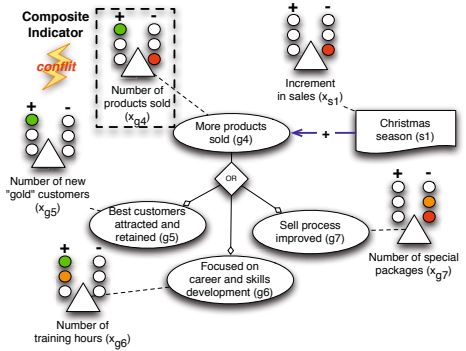 Composite
Indicator
conflit
+ -
Number of
products sold
(xg4)
+ -
Increment
in sales (xs1)
More products
sold (g4)
+
Christmas
season (s1)
OR
+ -
Number of new
"gold" customers
(xg5)
Best customers
attracted and
retained (g5)
Sell process
improved (g7)
+ -
Number of special
packages (xg7)
Focused on
career and skills
development (g6)
+ -
Number of
training hours (xg6)